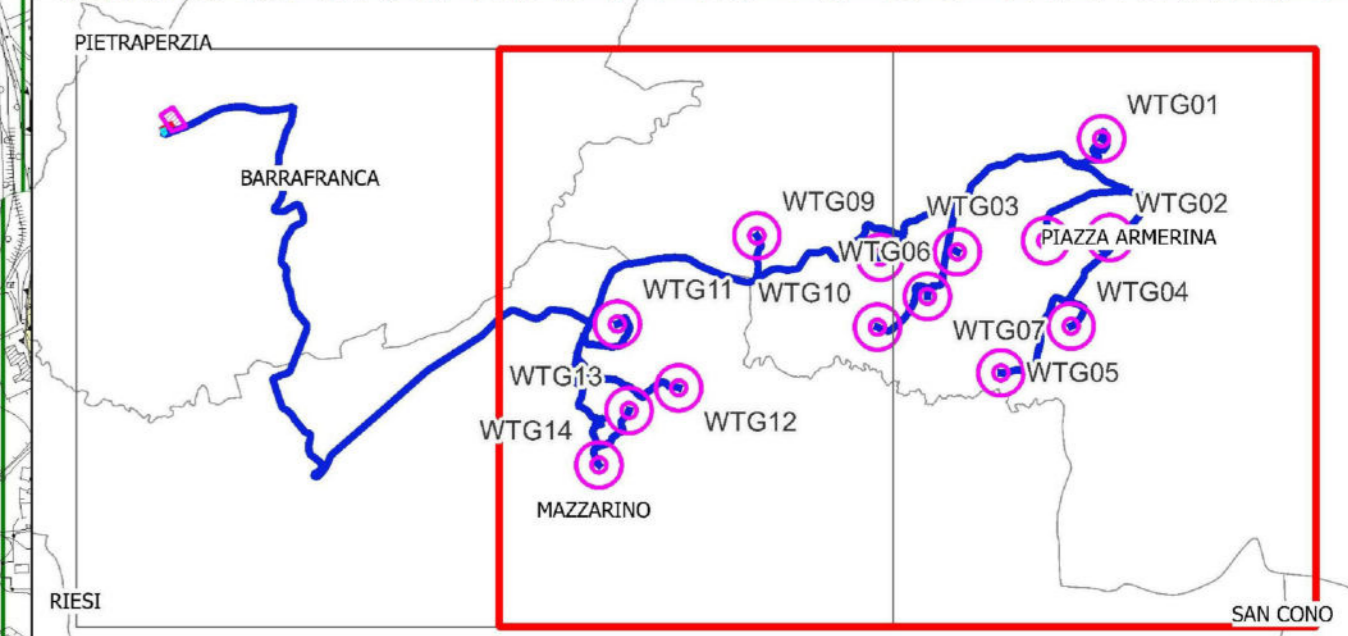 PIETRAPERZIA
WTG01
BARRAFRANCA
WTG09
WTG03
WTG02
WTG06
PIAZZA ARMERINA
WTG11
WTG10
WTG04
WTG07
WTG13
WTG05
WTG14
WTG12
MAZZARINO
RIESI
SAN CONO